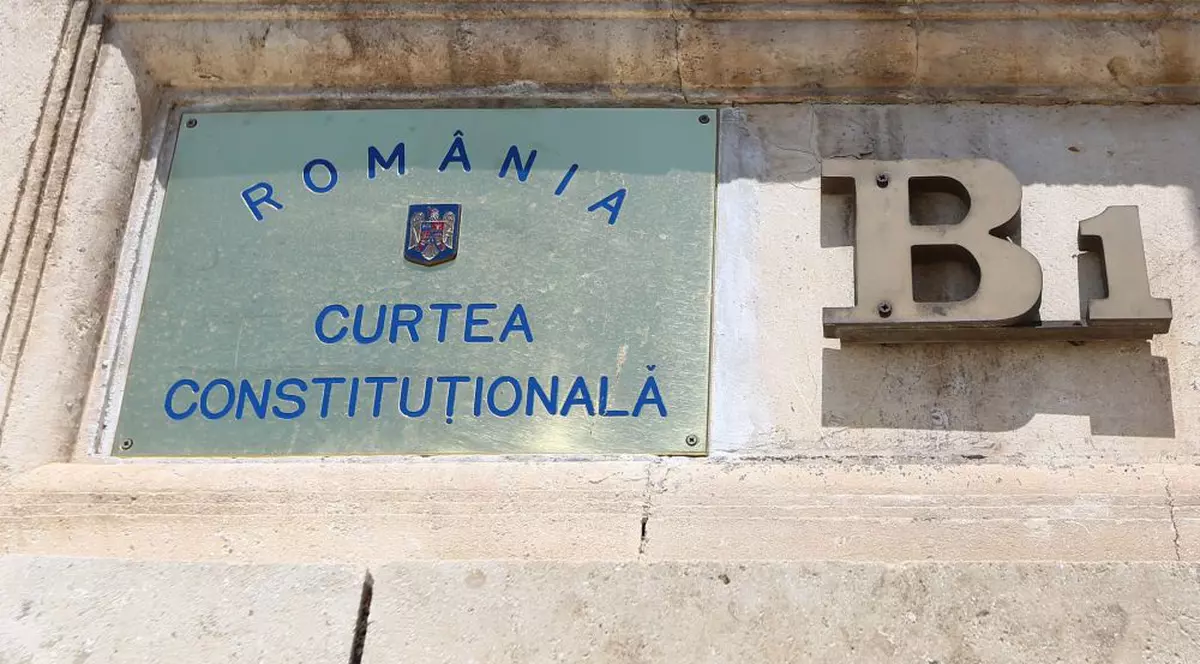 ROMÂNIA
CURTEA
CONSTITUȚIONALĂ
B1